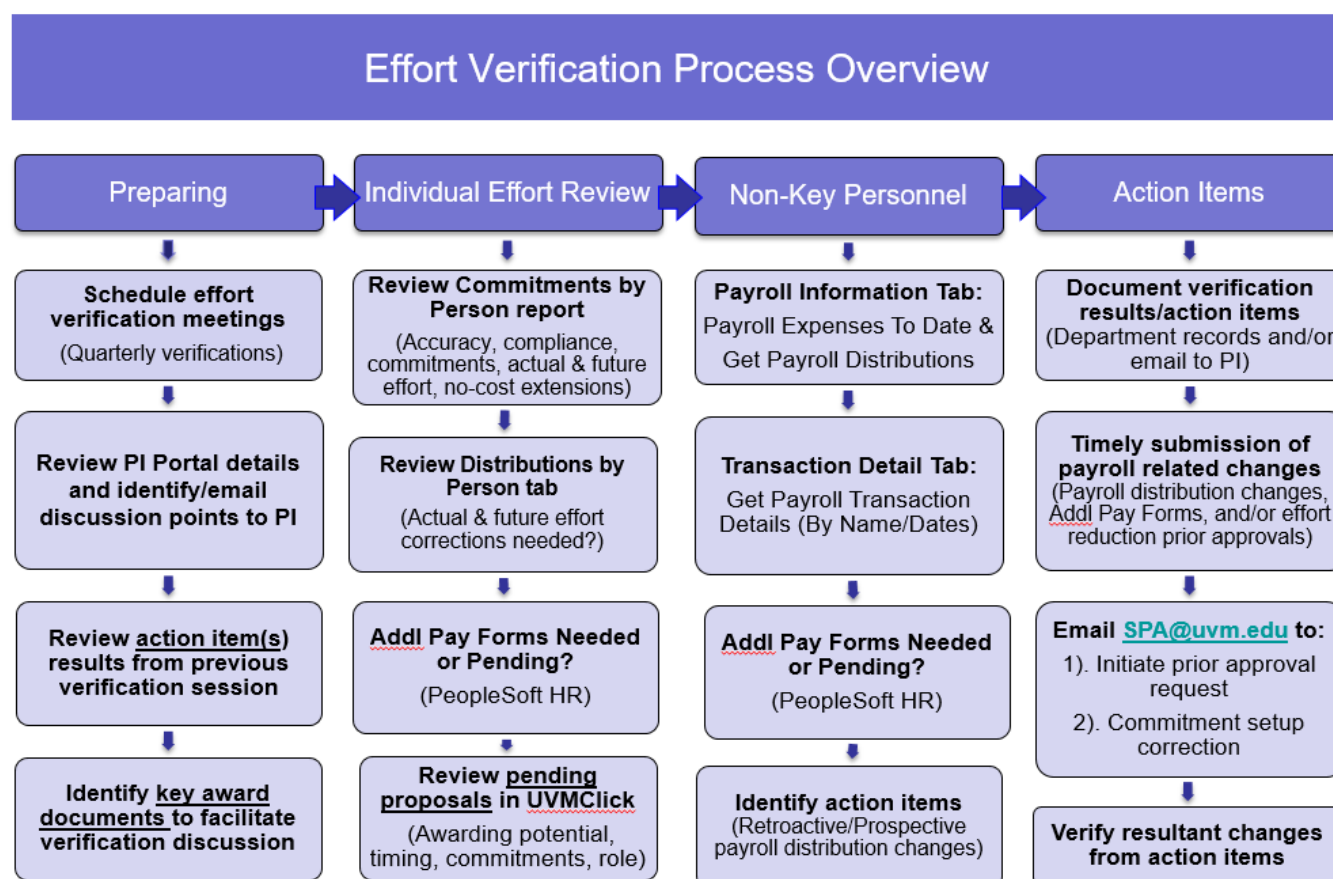 Effort Verification Process Overview
Preparing
Schedule effort
verification meetings
(Quarterly verifications)
Review PI Portal details
and identify/email
discussion points to PI
Review action item(s)
results from previous
verification session
Identify key award
documents to facilitate
verification discussion
Individual Effort Review
Review Commitments by
Person report
(Accuracy, compliance,
commitments, actual & future
effort, no-cost extensions)
Review Distributions by
Person tab
(Actual & future effort
corrections needed?)
Addl Pay Forms Needed
or Pending?
(PeopleSoft HR)
Review pending
proposals in UVMClick
(Awarding potential,
timing, commitments, role)
Non-Key Personnel
Payroll Information Tab:
Payroll Expenses To Date &
Get Payroll Distributions
Transaction Detail Tab:
Get Payroll Transaction
Details (By Name/Dates)
Addl Pay Forms Needed
or Pending?
(PeopleSoft HR)
Identify action items
(Retroactive/Prospective
payroll distribution changes)
Action Items
Document verification
results/action items
(Department records and/or
email to PI)
Timely submission of
payroll related changes
(Payroll distribution changes,
Addl Pay Forms, and/or effort
reduction prior approvals)
Email SPA@uvm.edu to:
1). Initiate prior approval
request
2). Commitment setup
correction
Verify resultant changes
from action items